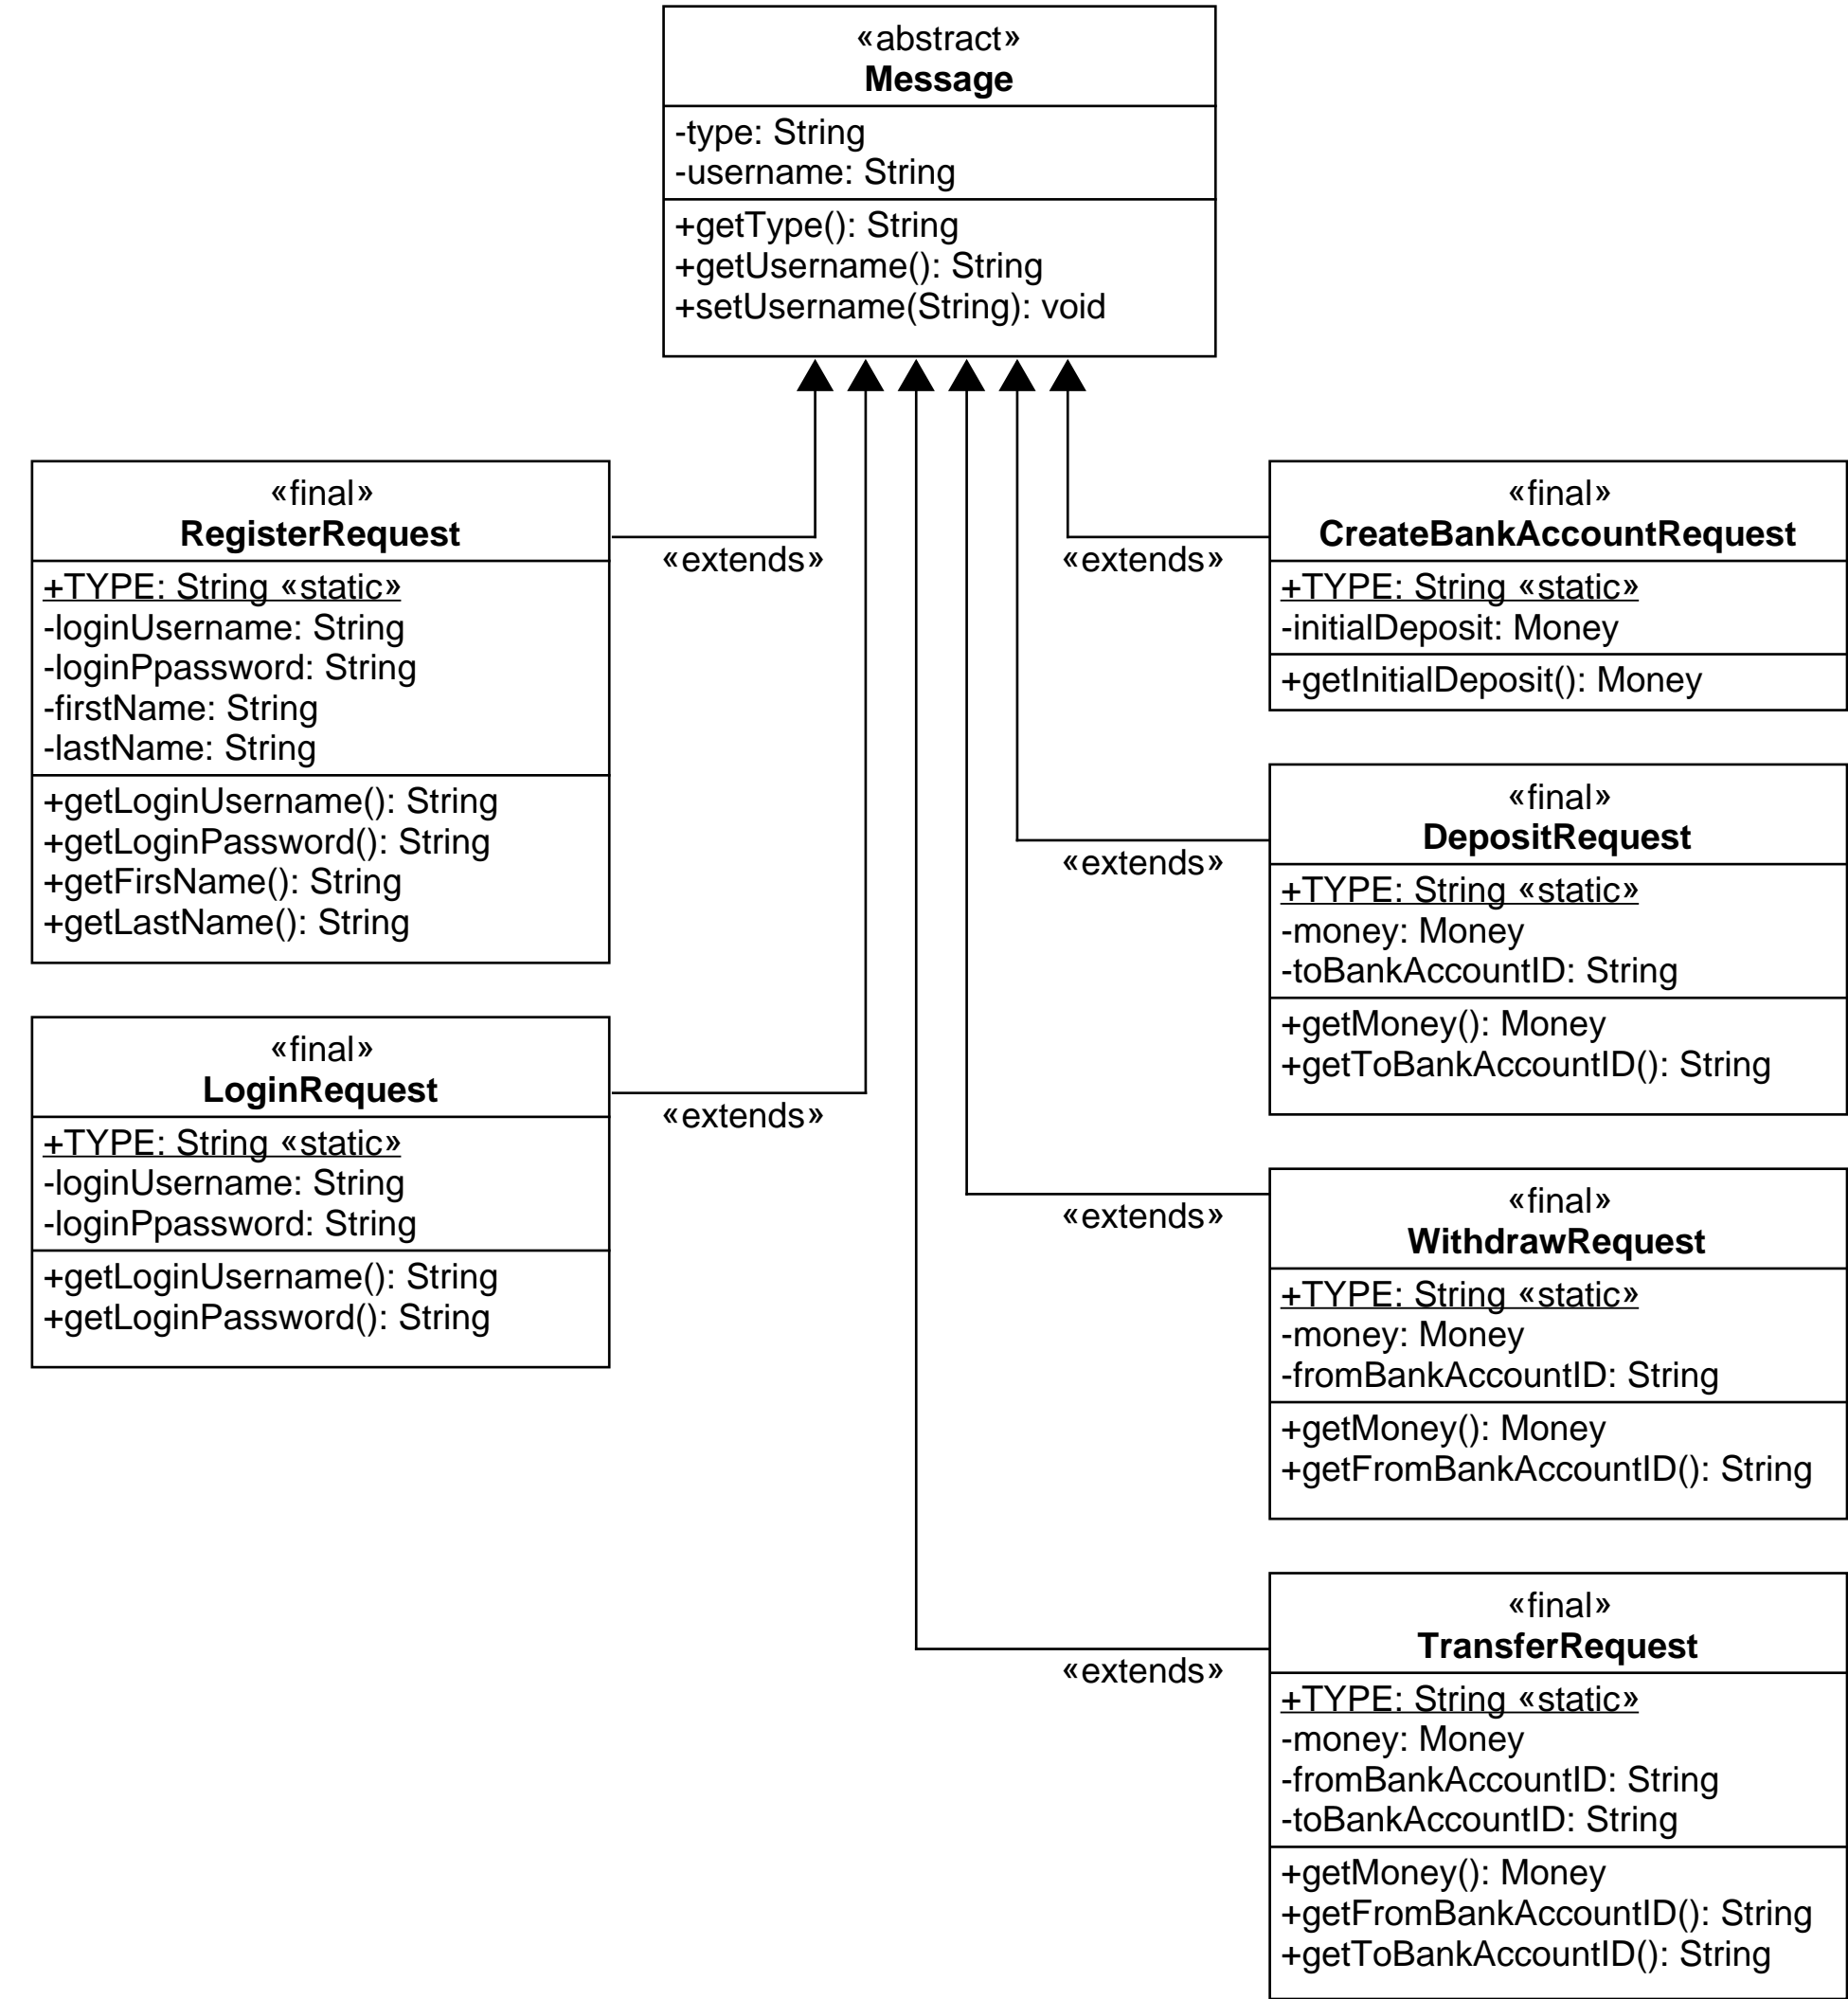 «abstract»
Message
-type: String
-username: String
+getType(): String
+getUsername(): String
+setUsername(String): void
«final»
RegisterRequest
+TYPE: String «static»
-loginUsername: String
-loginPpassword: String
-firstName: String
-lastName: String
+getLoginUsername(): String
+getLoginPassword(): String
+getFirsName(): String
+getLastName(): String
«extends»
«final»
LoginRequest
+TYPE: String «static»
-loginUsername: String
-loginPpassword: String
+getLoginUsername(): String
+getLoginPassword(): String
«extends»
«extends»
«final»
CreateBankAccountRequest
+TYPE: String «static»
-initialDeposit: Money
+getInitialDeposit(): Money
«extends»
«final»
DepositRequest
+TYPE: String «static»
-money: Money
-toBankAccountID: String
+getMoney(): Money
+getToBankAccountID(): String
«extends»
«final»
WithdrawRequest
+TYPE: String «static»
-money: Money
-fromBankAccountID: String
+getMoney(): Money
+getFromBankAccountID(): String
«extends»
«final»
TransferRequest
+TYPE: String «static»
-money: Money
-fromBankAccountID: String
-toBankAccountID: String
+getMoney(): Money
+getFromBankAccountID(): String
+getToBankAccountID(): String